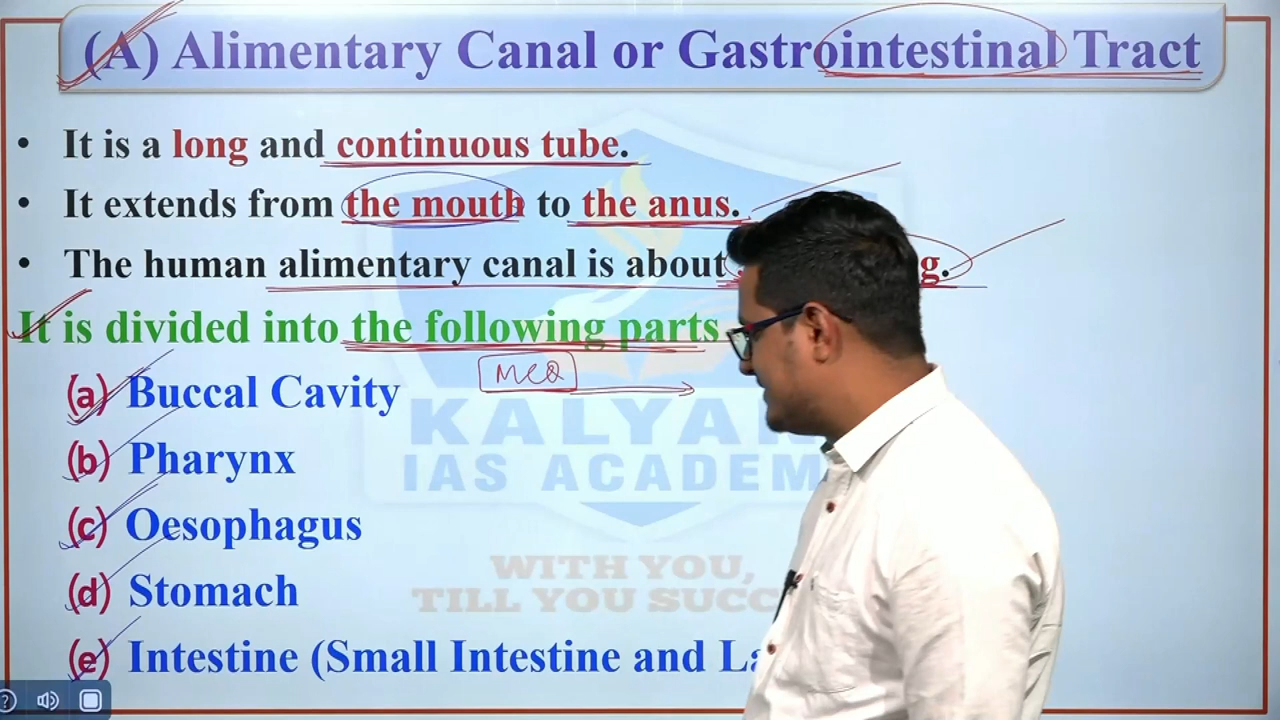 (A) Alimentary Canal or Gastrointestinal Tract
• It is a long and continuous tube.
• It extends from the mouth to the anus.
• The human alimentary canal is about g.
It is divided into the following parts
MCQ
(a) Buccal Cavity
(b) Pharynx
(c) Oesophagus
(d) Stomach
(e) Intestine (Small Intestine and La
KALYAN
IAS ACADEM
WITH YOU,
TILL YOU SUCC